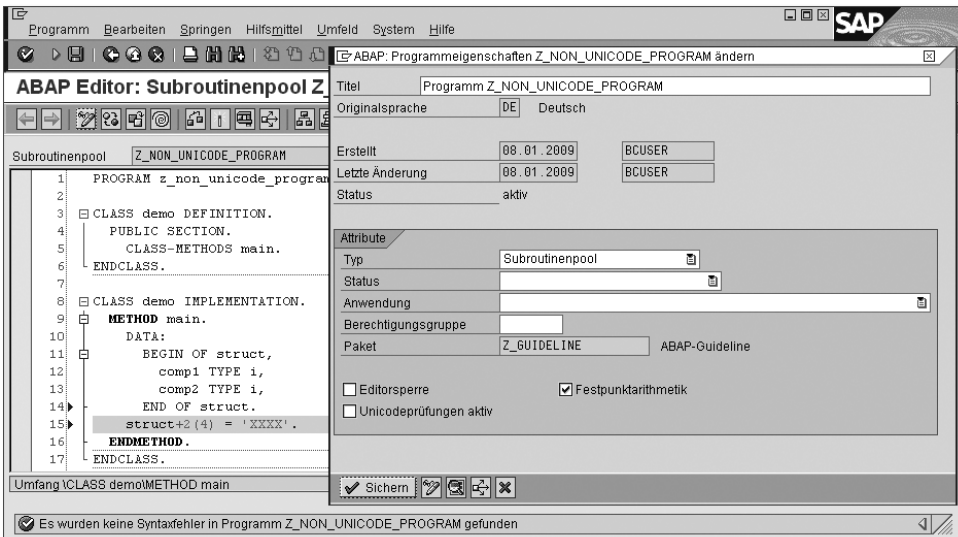 Programm Bearbeiten Springen Hilfsmittel Umfeld System Hilfe
SAP
ABAP Editor: Subroutinenpool Z_
Subroutinenpool Z_NON_UNICODE_PROGRAM
1 PROGRAM z_non_unicode_program
2
3 CLASS demo DEFINITION.
4 PUBLIC SECTION.
5 CLASS-METHODS main.
6 ENDCLASS.
7
8 CLASS demo IMPLEMENTATION.
9 METHOD main.
10 DATA:
11 BEGIN OF struct,
12 comp1 TYPE i,
13 comp2 TYPE i,
14 END OF struct.
15 struct+2(4) = 'XXXX'.
16 ENDMETHOD.
17 ENDCLASS.
Umfang \CLASS demo\METHOD main
Es wurden keine Syntaxfehler in Programm Z_NON_UNICODE_PROGRAM gefunden
ABAP: Programmeigenschaften Z_NON_UNICODE_PROGRAM ändern
Titel Programm Z_NON_UNICODE_PROGRAM
Originalsprache DE Deutsch
Erstellt 08.01.2009 BCUSER
Letzte Änderung 08.01.2009 BCUSER
Status aktiv
Attribute
Typ Subroutinenpool
Status
Anwendung
Berechtigungsgruppe
Paket Z_GUIDELINE ABAP-Guideline
Editorsperre Festpunktarithmetik
Unicodeprüfungen aktiv
Sichern